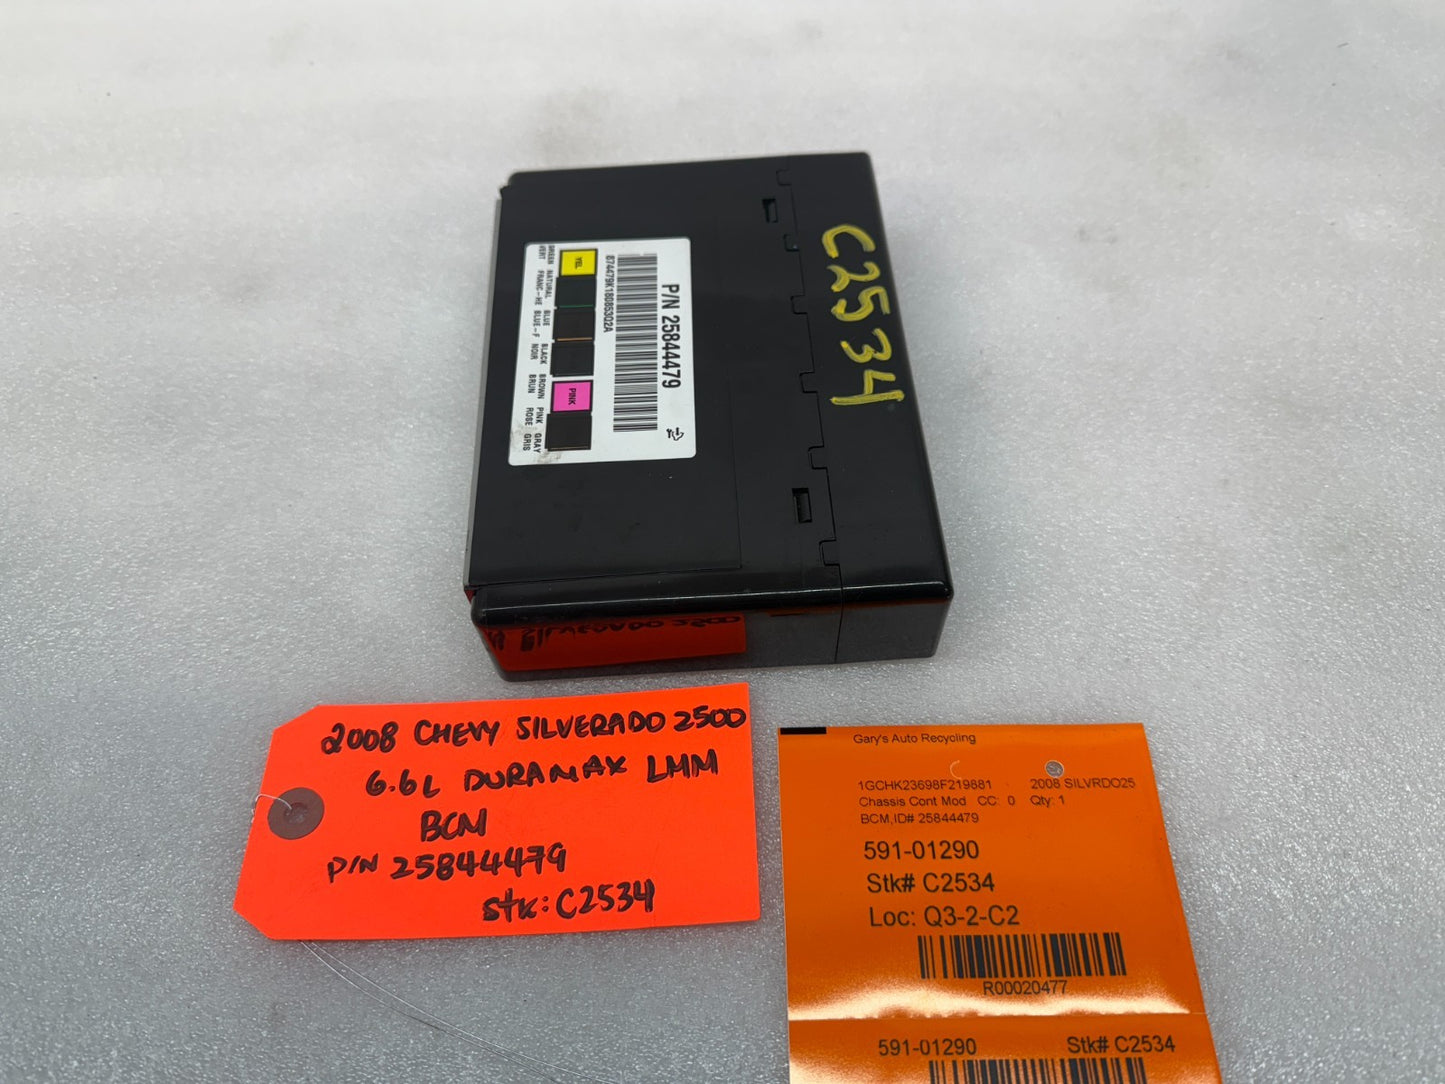 P/N 25844479
874479K18085302A
YEL
PINK
GREEN NATURAL BLUE BLACK BROWN PINK GRAY
VERT FRANC-HE BLUE-F NOIR BRUN ROSE GRIS
C2534
2008 CHEVY SILVERADO 2500
6.6L DURAMAX LMM
BCM
P/N 25844479
Stk: C2534
Gary's Auto Recycling
1GCHK23698F219881 2008 SILVRDO25
Chassis Cont Mod CC: 0 Qty: 1
BCM,ID# 25844479
591-01290
Stk# C2534
Loc: Q3-2-C2
R00020477
591-01290 Stk# C2534